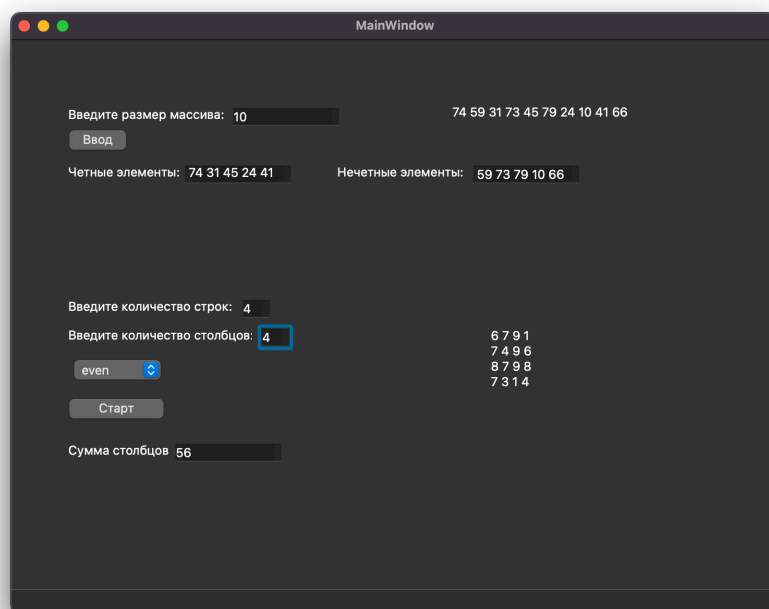 MainWindow
Введите размер массива: 10
74 59 31 73 45 79 24 10 41 66
Ввод
Четные элементы: 74 31 45 24 41
Нечетные элементы: 59 73 79 10 66
Введите количество строк: 4
Введите количество столбцов: 4
6 7 9 1
7 4 9 6
8 7 9 8
7 3 1 4
even
Старт
Сумма столбцов 56